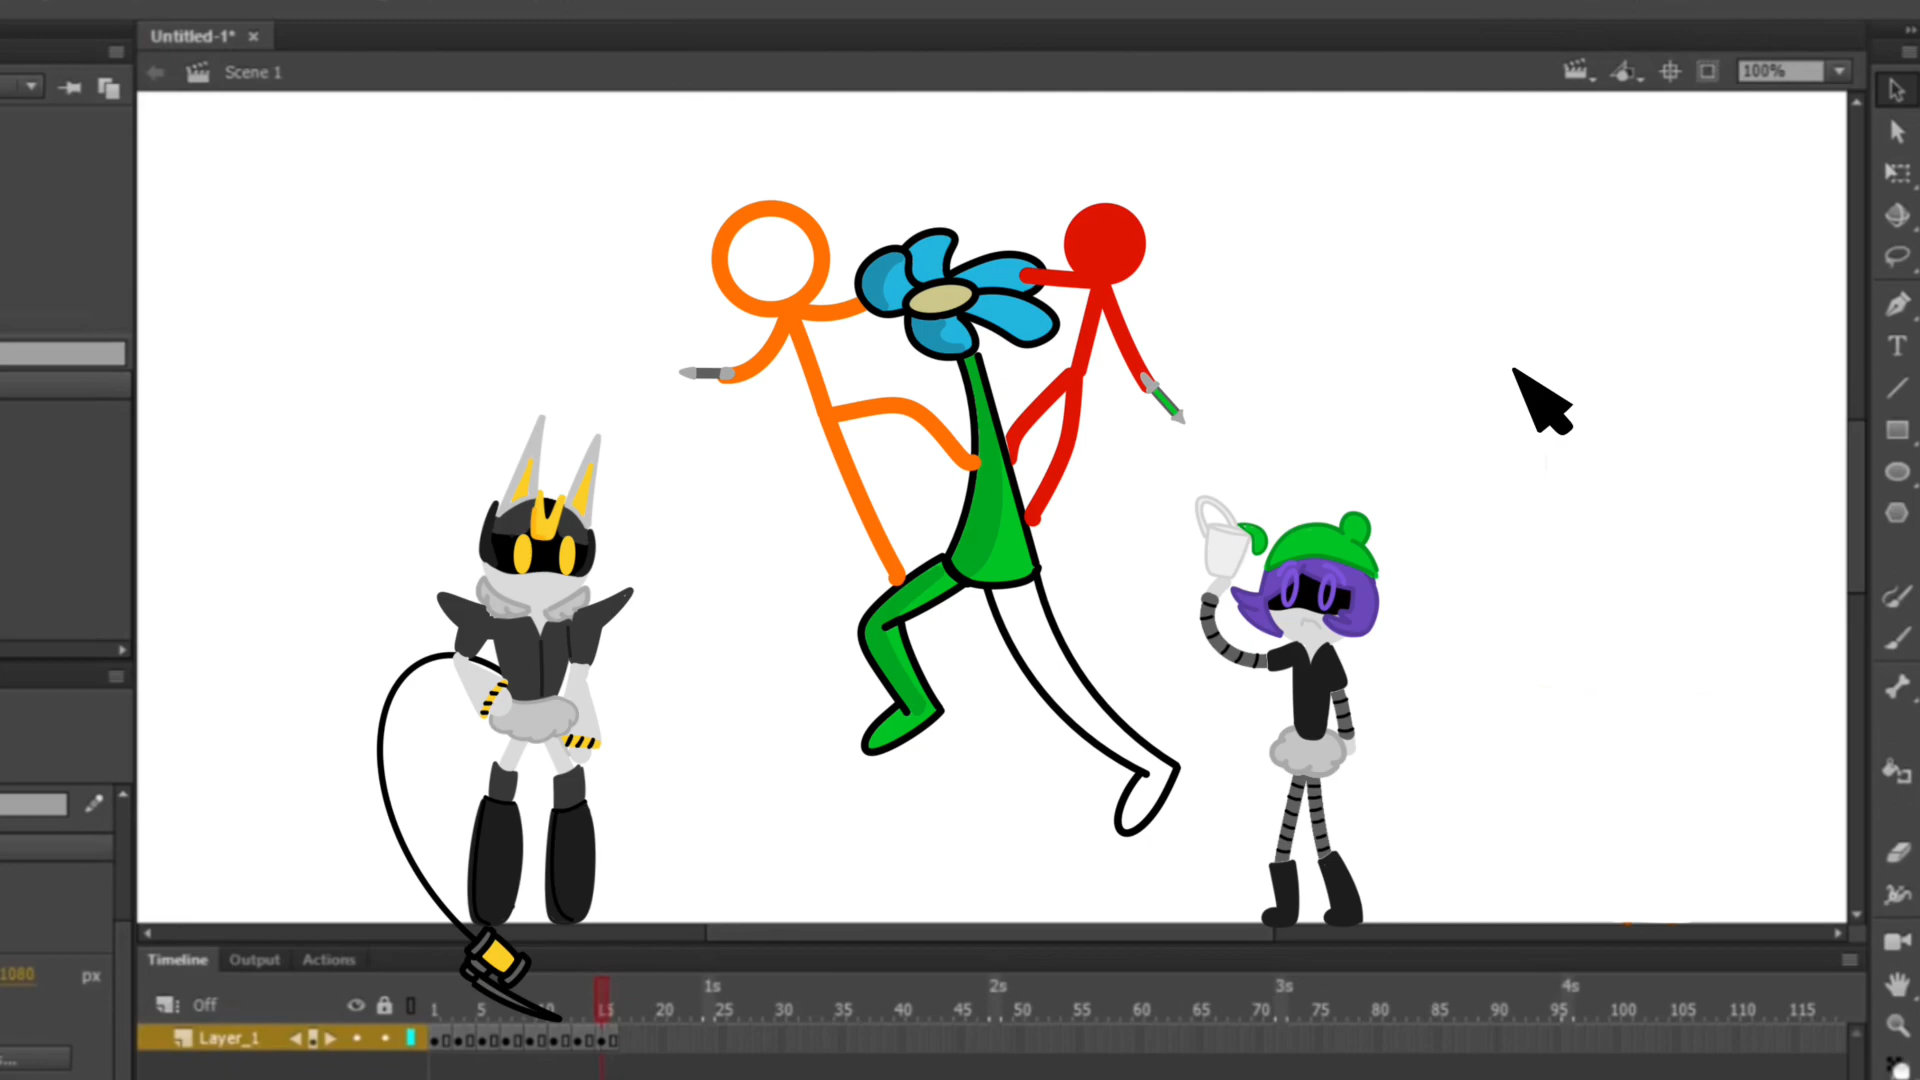 Untitled-1*
Scene 1
100%
T
Timeline Output Actions
1080 px
1s 2s 3s 4s
Off 1 5 10 15 20 25 30 35 40 45 50 55 60 65 70 75 80 85 90 95 100 105 110 115
Layer_1